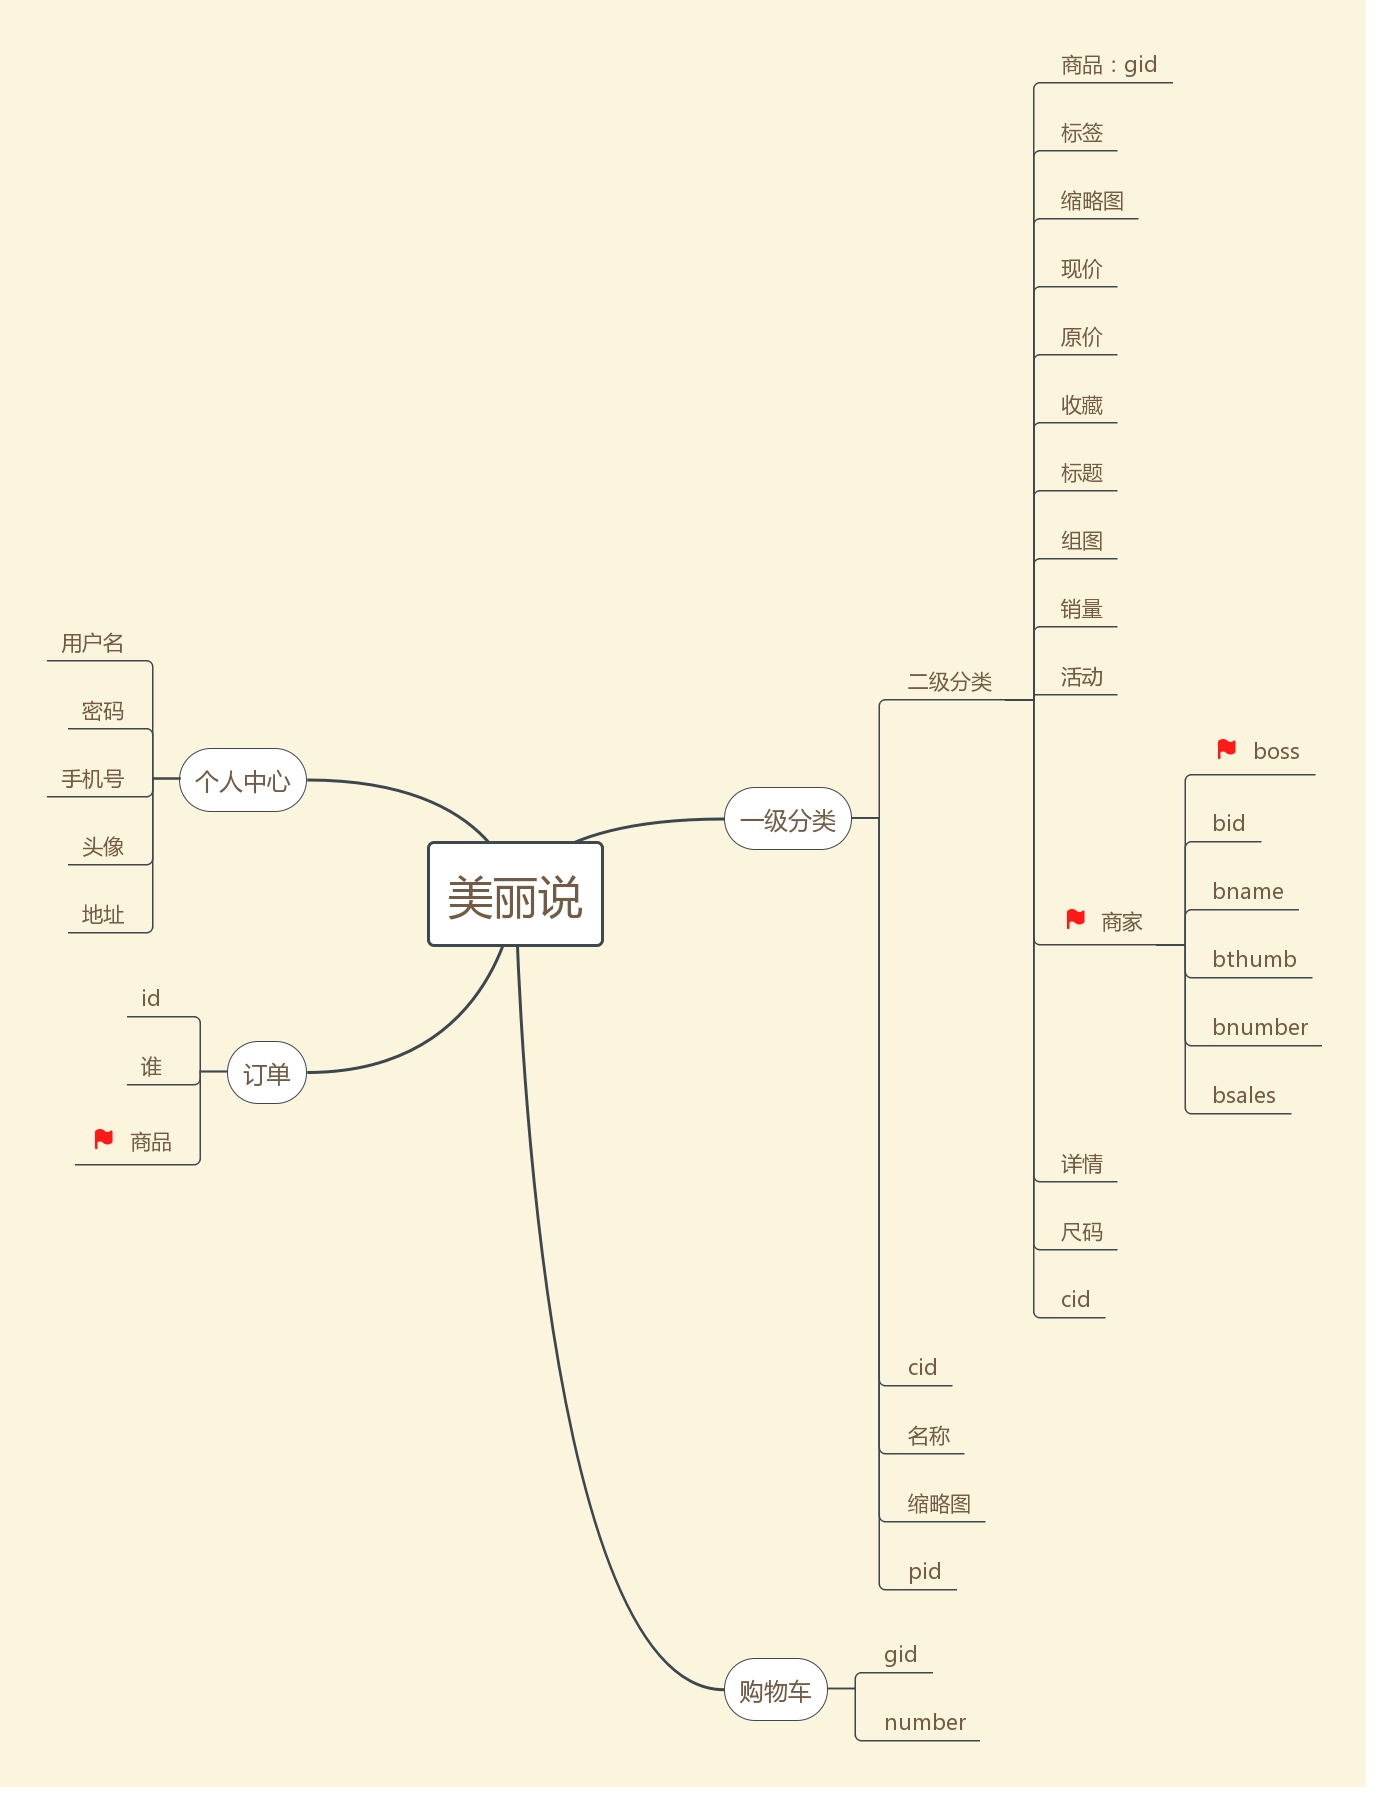 美丽说
一级分类
二级分类
商品：gid
标签
缩略图
现价
原价
收藏
标题
组图
销量
活动
商家
boss
bid
bname
bthumb
bnumber
bsales
详情
尺码
cid
cid
名称
缩略图
pid
购物车
gid
number
个人中心
用户名
密码
手机号
头像
地址
订单
id
谁
商品